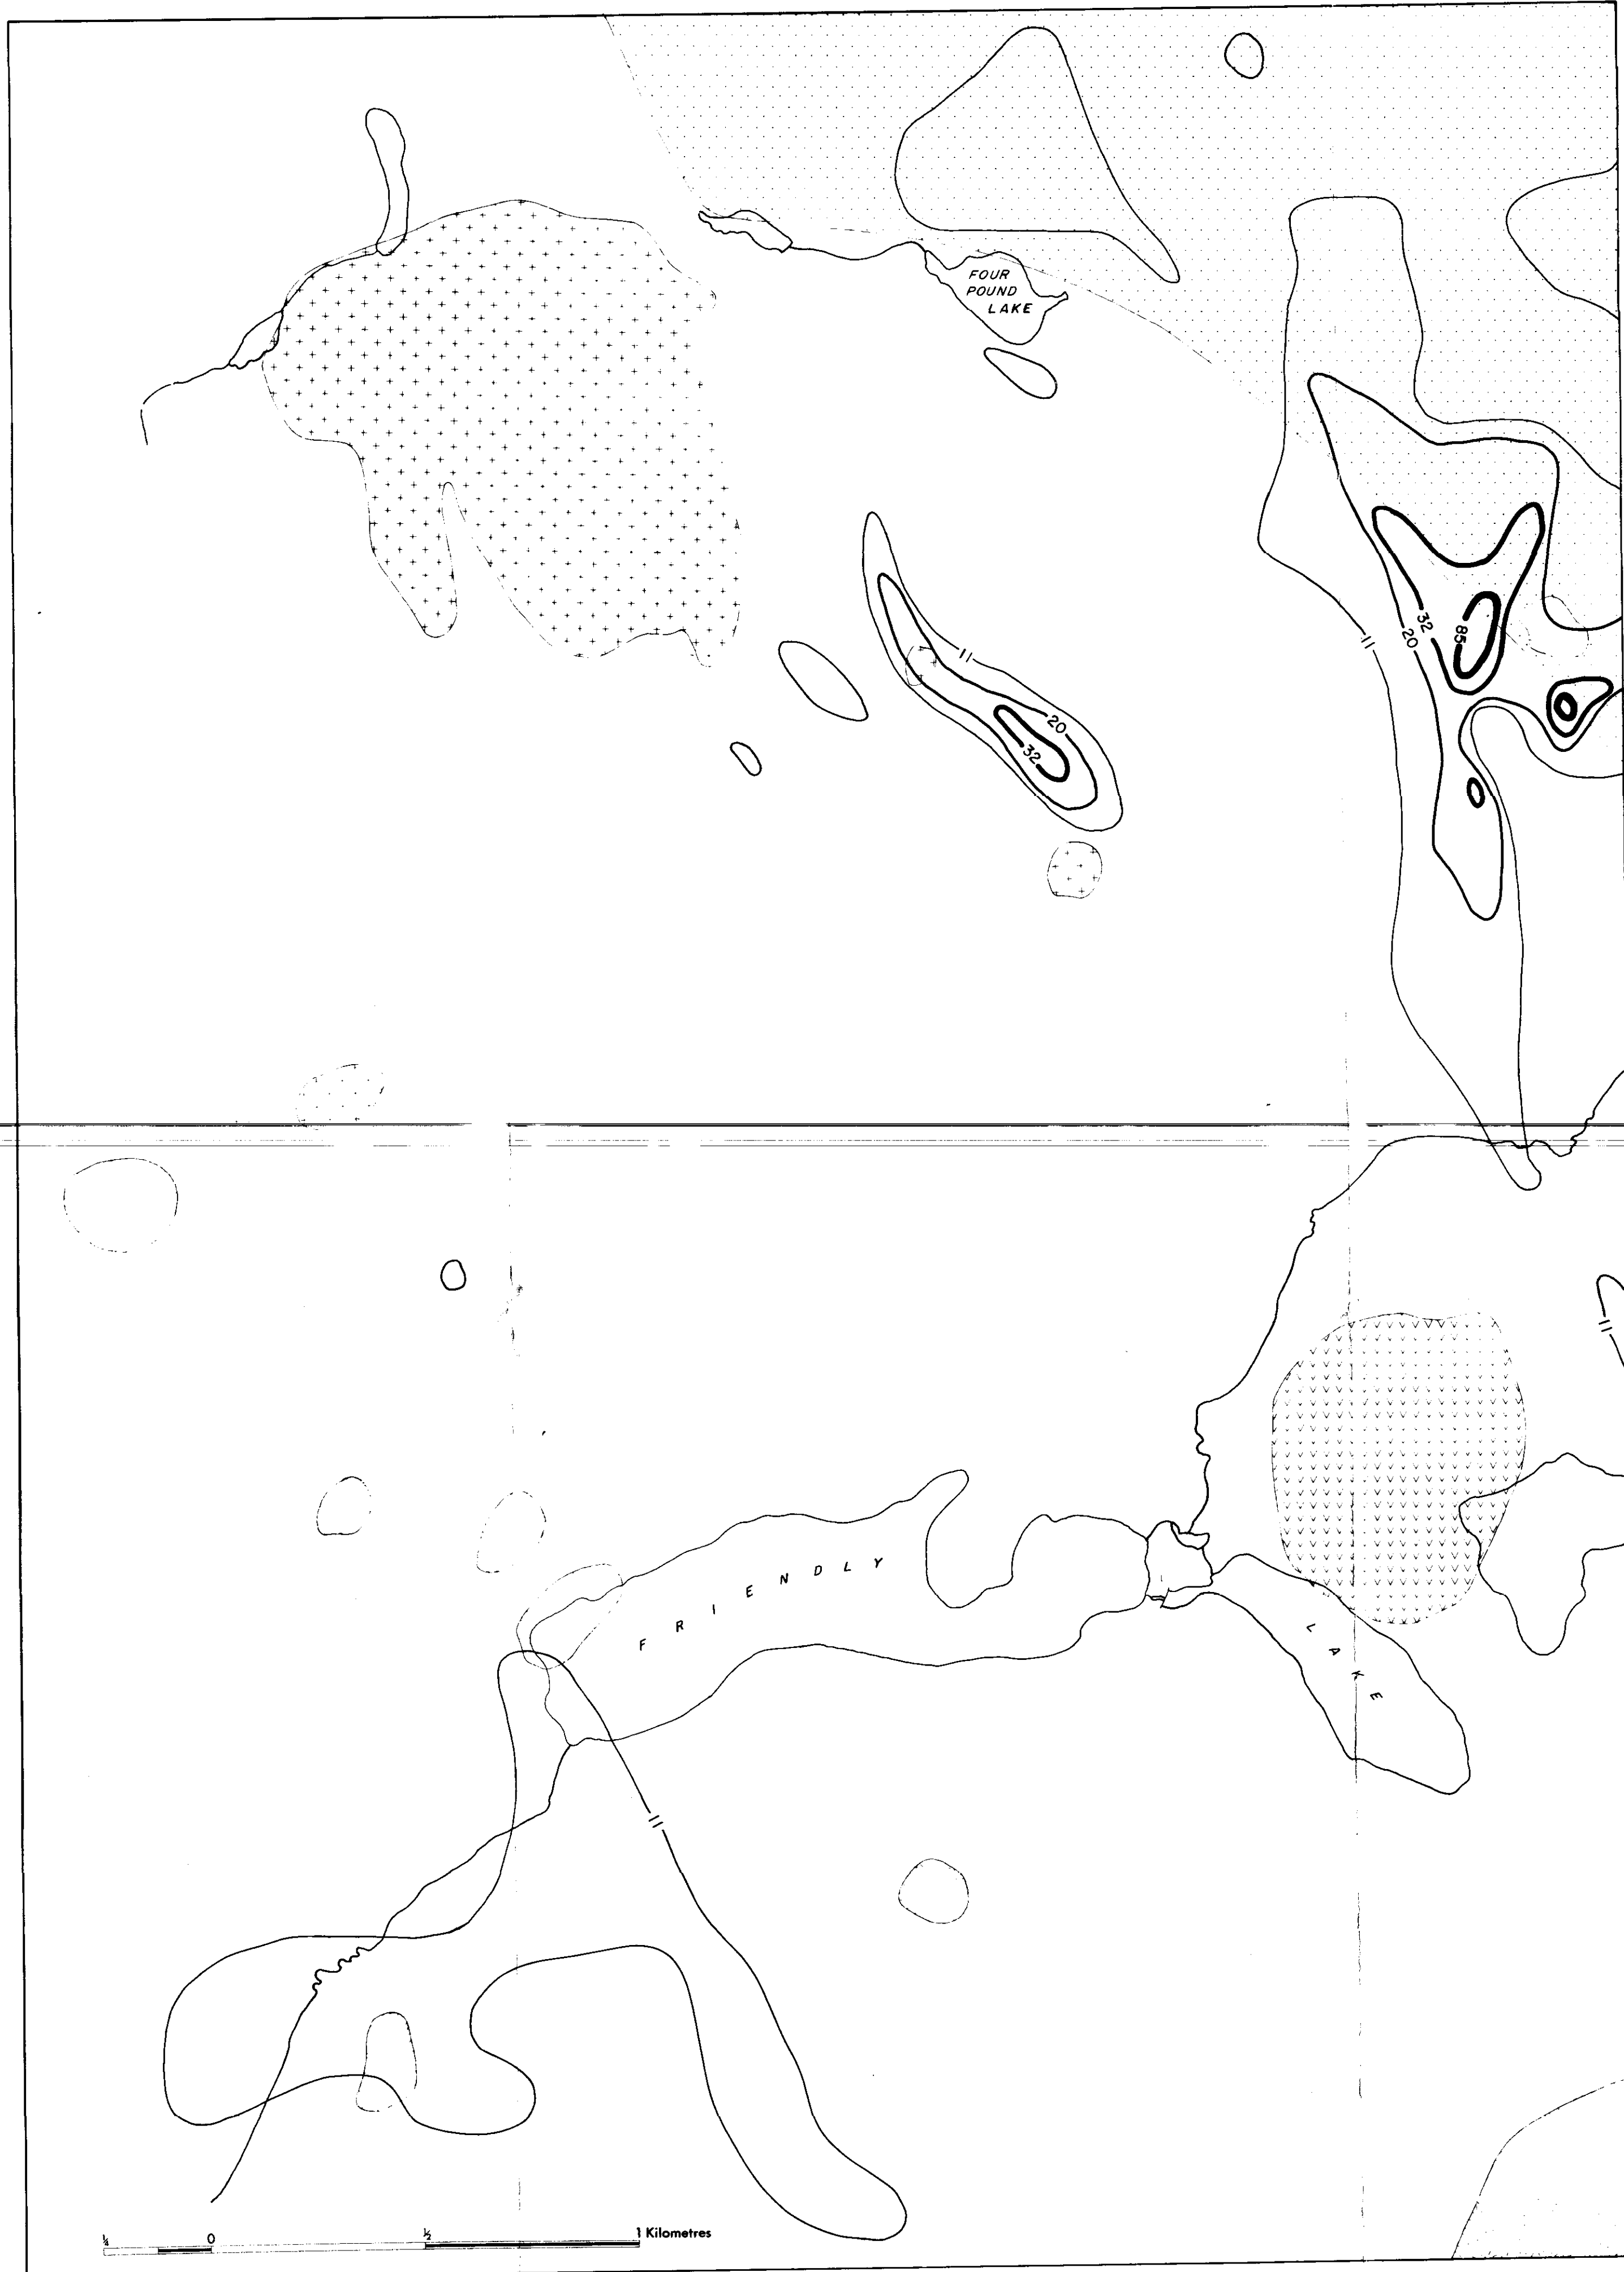 FOUR
POUND
LAKE
11
20
32
11
20
32
85
11
FRIENDLY
LAKE
11
¼ 0 ½ 1 Kilometres